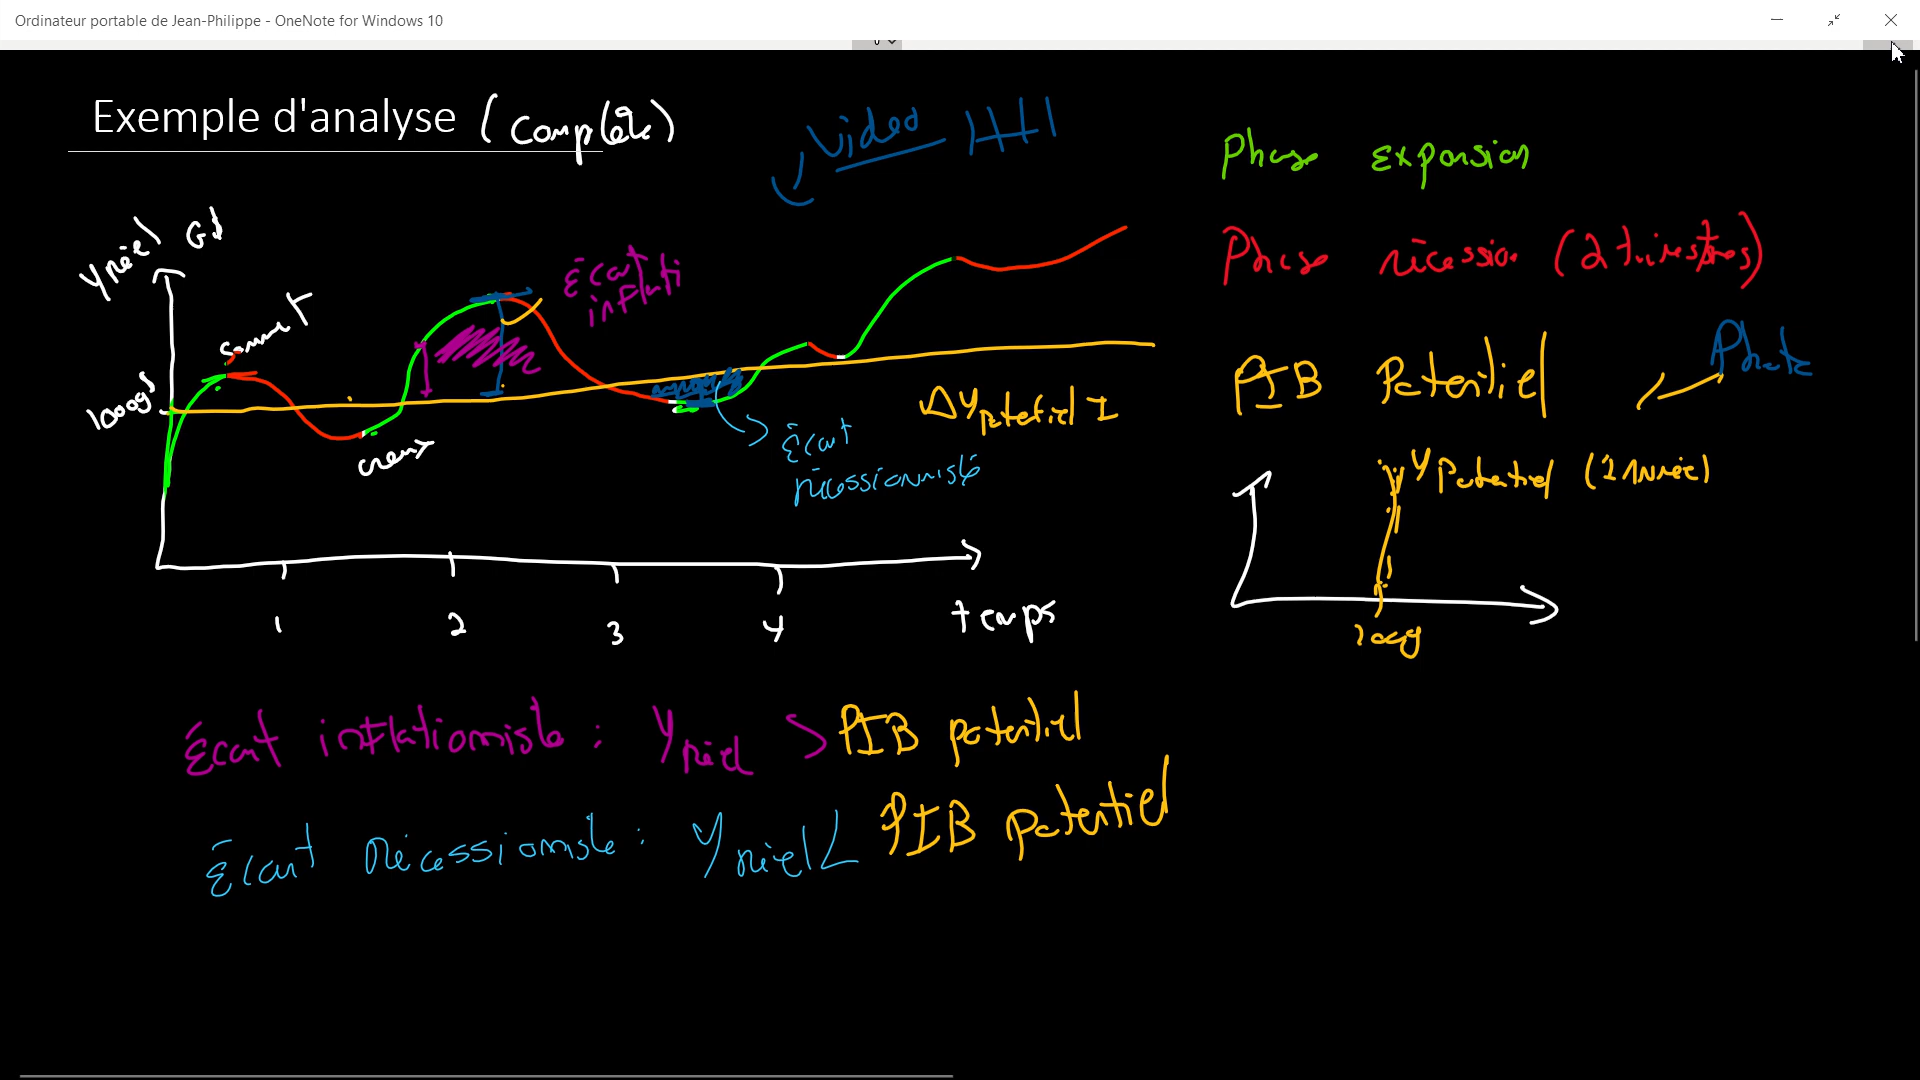 Ordinateur portable de Jean-Philippe - OneNote for Windows 10
Exemple d'analyse (complète)
Video
Phase expansion
Phase récession (2 trimestres)
Y réel G$
Sommet
Écart
inflati
1000g$
PIB Potentiel
Photo
creux
ΔY potentiel I
Écart
récessionniste
Y Potentiel (1 Année)
1 2 3 4 temps
100g
Écart inflationniste : Y réel > PIB potentiel
Écart récessionniste : Y réel < PIB potentiel